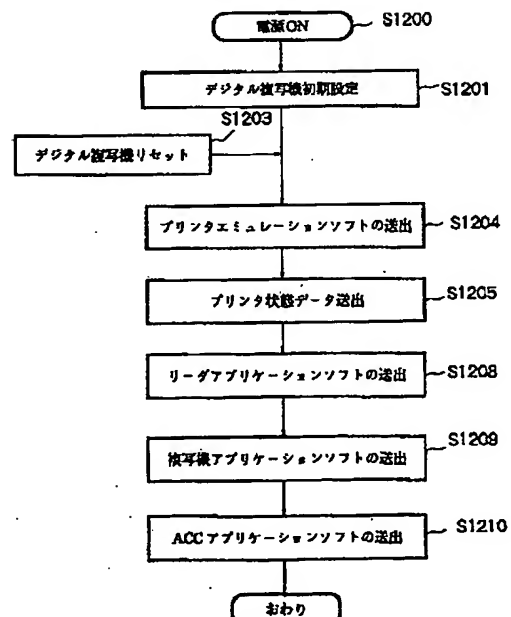 電源ON
S1200
デジタル複写機初期設定
S1201
S1203
デジタル複写機リセット
プリンタエミュレーションソフトの送出
S1204
プリンタ状態データ送出
S1205
リーダアプリケーションソフトの送出
S1208
複写機アプリケーションソフトの送出
S1209
ACCアプリケーションソフトの送出
S1210
おわり